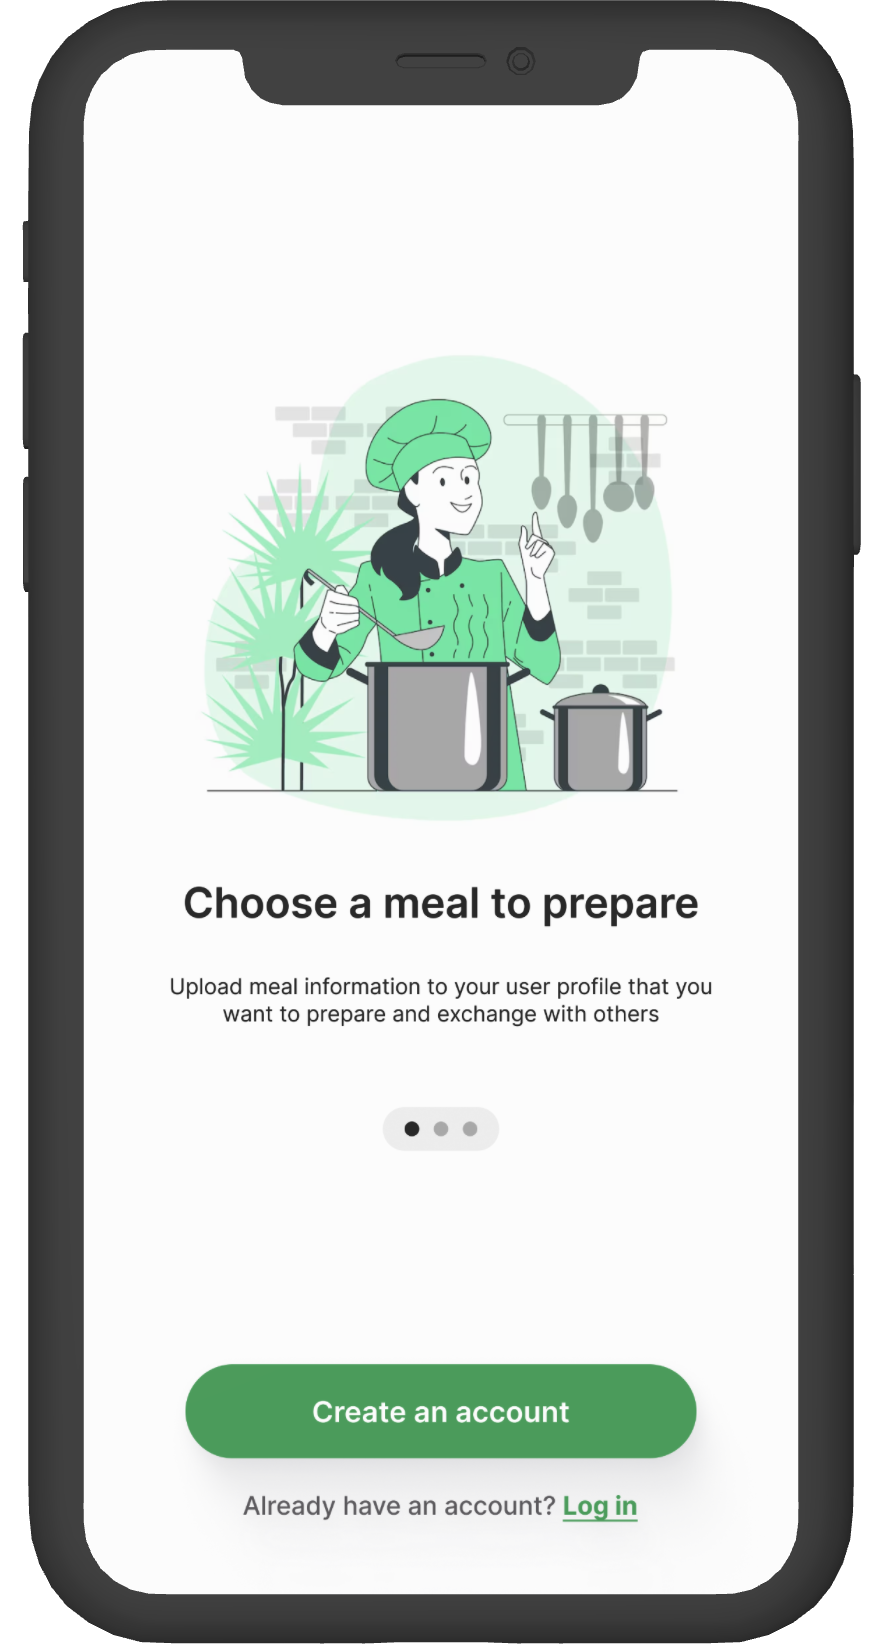 Choose a meal to prepare
Upload meal information to your user profile that you
want to prepare and exchange with others
Create an account
Already have an account? Log in